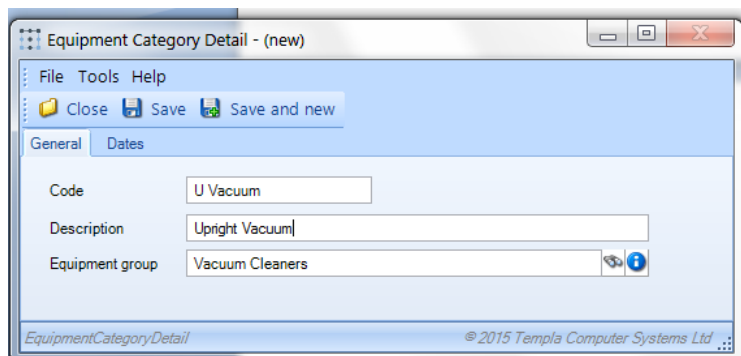 Equipment Category Detail - (new)
File Tools Help
Close Save Save and new
General Dates
Code U Vacuum
Description Upright Vacuum
Equipment group Vacuum Cleaners
EquipmentCategoryDetail © 2015 Templa Computer Systems Ltd